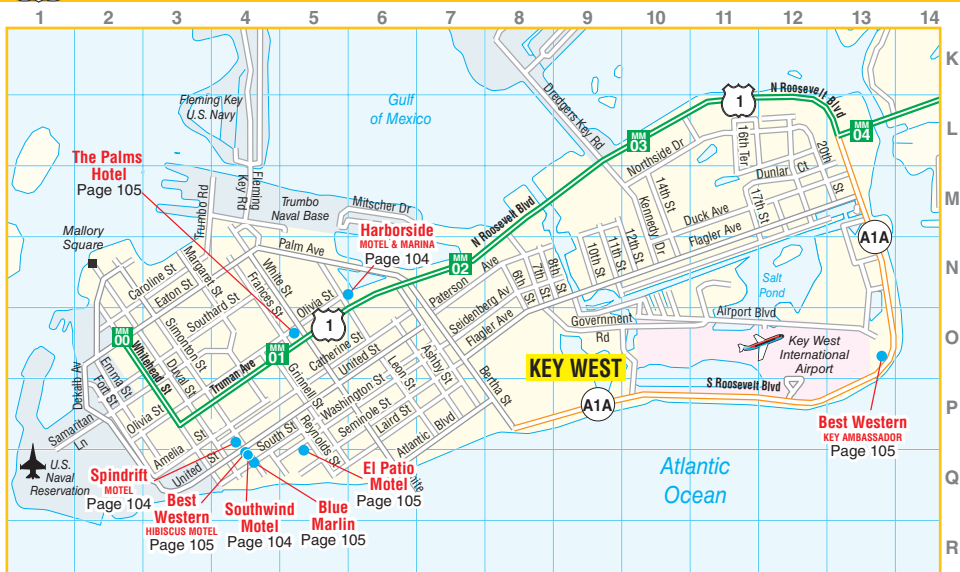 1 2 3 4 5 6 7 8 9 10 11 12 13 14
K
L
M
N
O
P
Q
R
Fleming Key
U.S. Navy
Gulf
of Mexico
Dredgers Key Rd
N Roosevelt Blvd
1
MM
04
MM
03
Northside Dr
16th Ter
20th
St
Dunlar Ct
17th St
14th St
Kennedy Dr
Duck Ave
Flagler Ave
12th St
11th St
10th St
A1A
The Palms
Hotel
Page 105
Trumbo Rd
Fleming
Key Rd
Trumbo
Naval Base
Mitscher Dr
Harborside
MOTEL & MARINA
Page 104
N Roosevelt Blvd
MM
02
Palm Ave
Mallory
Square
Caroline St
Eaton St
Margaret St
Southard St
Frances St
White St
Olivia St
1
Paterson Ave
6th St
7th St
8th St
Seidenberg Av
Flagler Ave
Salt
Pond
Government
Rd
Airport Blvd
Key West
International
Airport
KEY WEST
S Roosevelt Blvd
A1A
MM
00
Whitehead St
Simonton St
Duval St
Truman Ave
MM
01
Catherine St
United St
Grinnell St
Washington St
Leon St
Ashby St
Bertha St
Seminole St
Laird St
Atlantic Blvd
Reynolds St
South St
Dekalb Av
Emma St
Fort St
Olivia St
Amelia St
United St
Samaritan
Ln
U.S.
Naval
Reservation
Spindrift
MOTEL
Page 104
Best
Western
HIBISCUS MOTEL
Page 105
Southwind
Motel
Page 104
Blue
Marlin
Page 105
El Patio
Motel
Page 105
Best Western
KEY AMBASSADOR
Page 105
Atlantic
Ocean